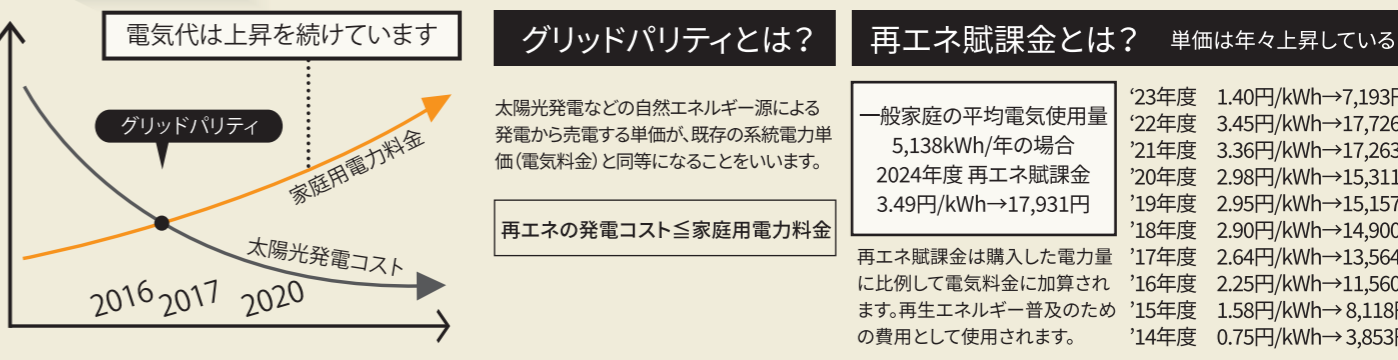 電気代は上昇を続けています
グリッドパリティ
家庭用電力料金
太陽光発電コスト
2016 2017 2020
グリッドパリティとは?
太陽光発電などの自然エネルギー源による
発電から売電する単価が、既存の系統電力単
価(電気料金)と同等になることをいいます。
再エネの発電コスト≦家庭用電力料金
再エネ賦課金とは? 単価は年々上昇している
一般家庭の平均電気使用量
5,138kWh/年の場合
2024年度 再エネ賦課金
3.49円/kWh→17,931円
再エネ賦課金は購入した電力量
に比例して電気料金に加算され
ます。再生エネルギー普及のため
の費用として使用されます。
‘23年度 1.40円/kWh→7,193円
‘22年度 3.45円/kWh→17,726
’21年度 3.36円/kWh→17,263
’20年度 2.98円/kWh→15,311
’19年度 2.95円/kWh→15,157
’18年度 2.90円/kWh→14,900
’17年度 2.64円/kWh→13,564
’16年度 2.25円/kWh→11,560
’15年度 1.58円/kWh→8,118円
’14年度 0.75円/kWh→3,853円